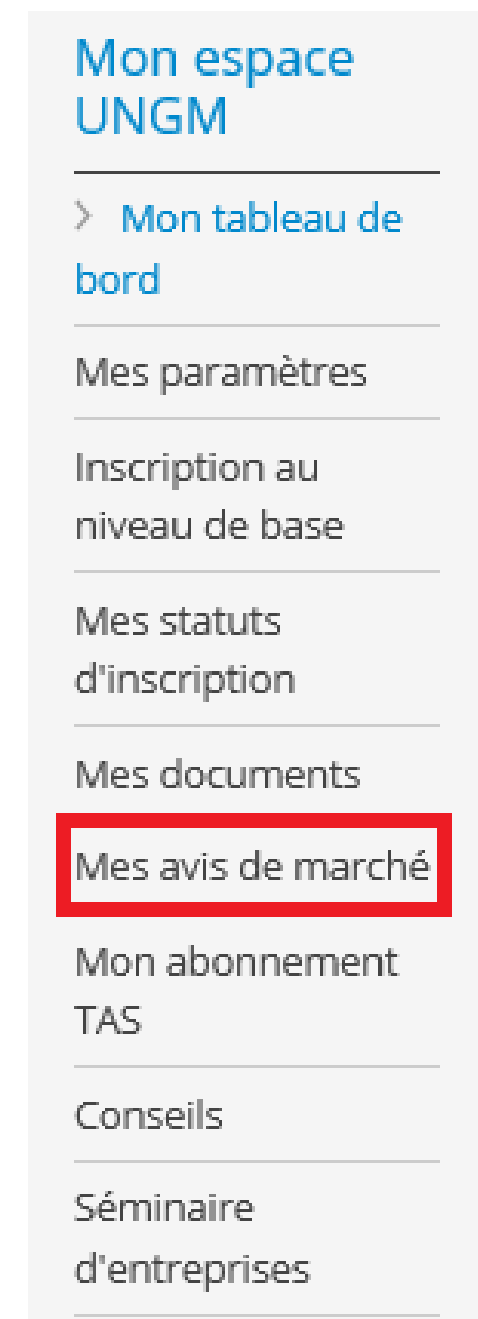 Mon espace
UNGM
Mon tableau de
bord
Mes paramètres
Inscription au
niveau de base
Mes statuts
d'inscription
Mes documents
Mes avis de marché
Mon abonnement
TAS
Conseils
Séminaire
d'entreprises